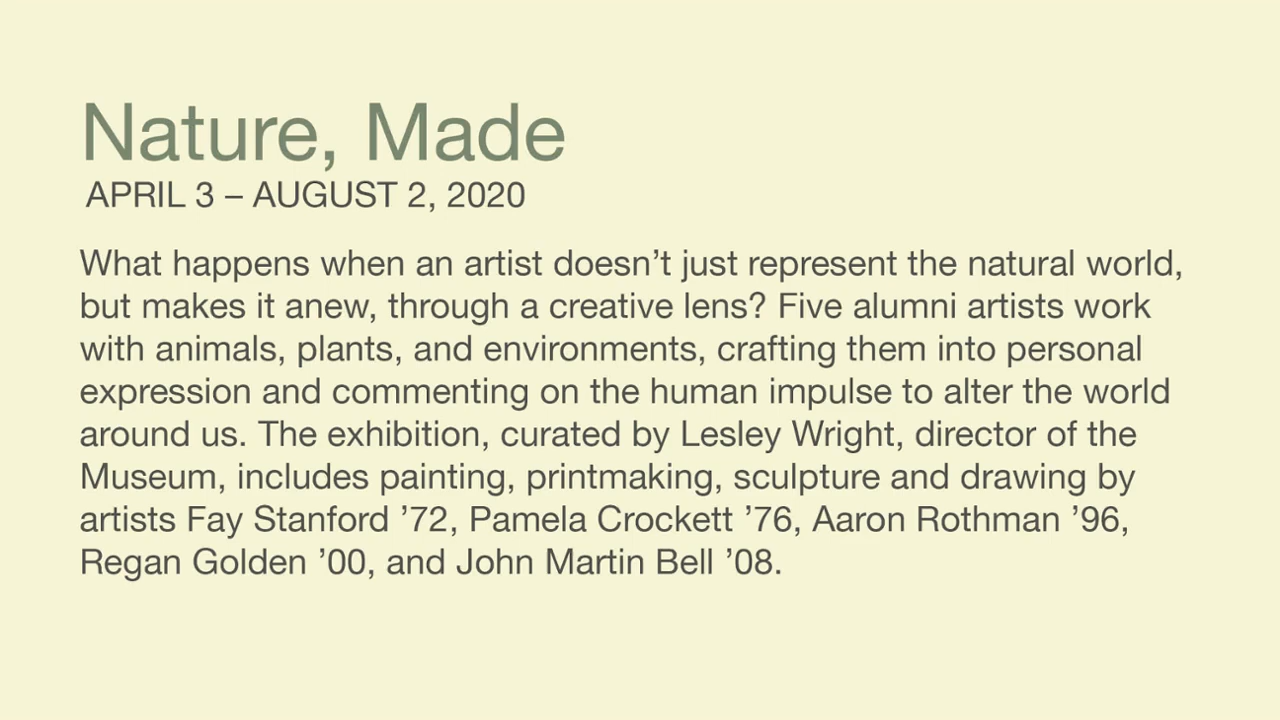 Nature, Made
APRIL 3 – AUGUST 2, 2020
What happens when an artist doesn’t just represent the natural world,
but makes it anew, through a creative lens? Five alumni artists work
with animals, plants, and environments, crafting them into personal
expression and commenting on the human impulse to alter the world
around us. The exhibition, curated by Lesley Wright, director of the
Museum, includes painting, printmaking, sculpture and drawing by
artists Fay Stanford ’72, Pamela Crockett ’76, Aaron Rothman ’96,
Regan Golden ’00, and John Martin Bell ’08.